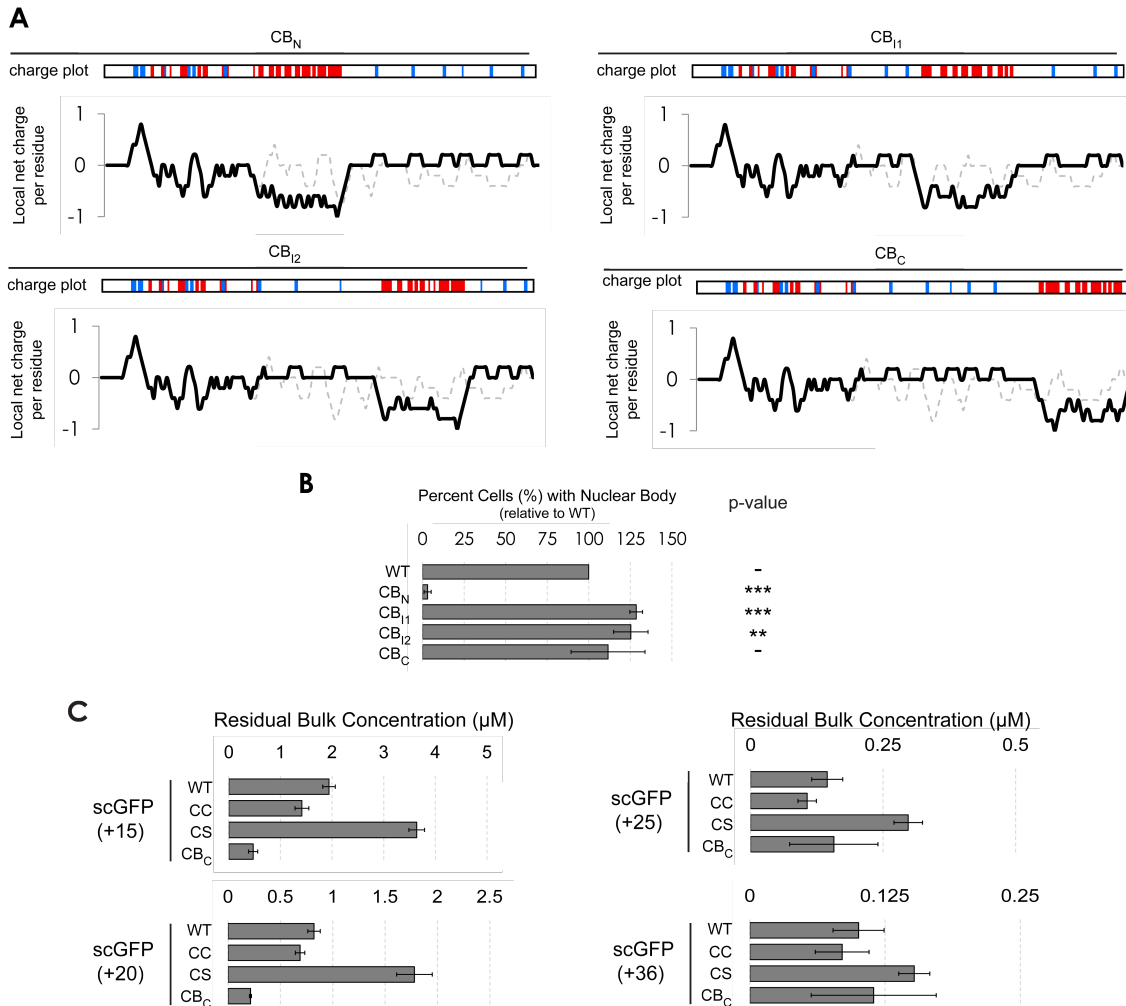 A
CB_N
charge plot
Local net charge per residue
1
0
-1
CB_I1
charge plot
Local net charge per residue
1
0
-1
CB_I2
charge plot
Local net charge per residue
1
0
-1
CB_C
charge plot
Local net charge per residue
1
0
-1
B
Percent Cells (%) with Nuclear Body
(relative to WT)
p-value
0 25 50 75 100 125 150
WT -
CB_N ***
CB_I1 ***
CB_I2 **
CB_C -
C
Residual Bulk Concentration (µM)
0 1 2 3 4 5
scGFP
(+15)
WT
CC
CS
CB_C
0 0.5 1 1.5 2 2.5
scGFP
(+20)
WT
CC
CS
CB_C
Residual Bulk Concentration (µM)
0 0.25 0.5
scGFP
(+25)
WT
CC
CS
CB_C
0 0.125 0.25
scGFP
(+36)
WT
CC
CS
CB_C